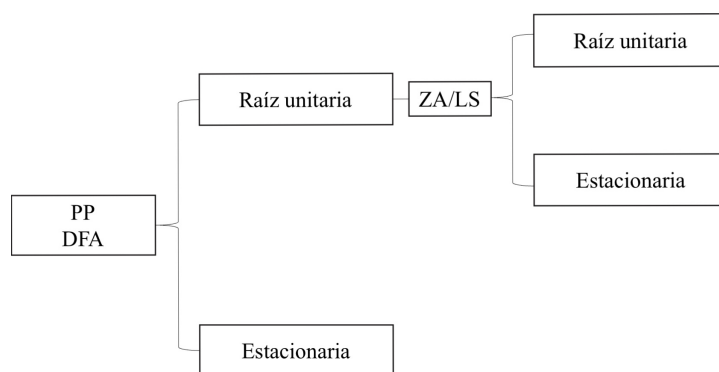 Raíz unitaria
Raíz unitaria
ZA/LS
Estacionaria
PP
DFA
Estacionaria